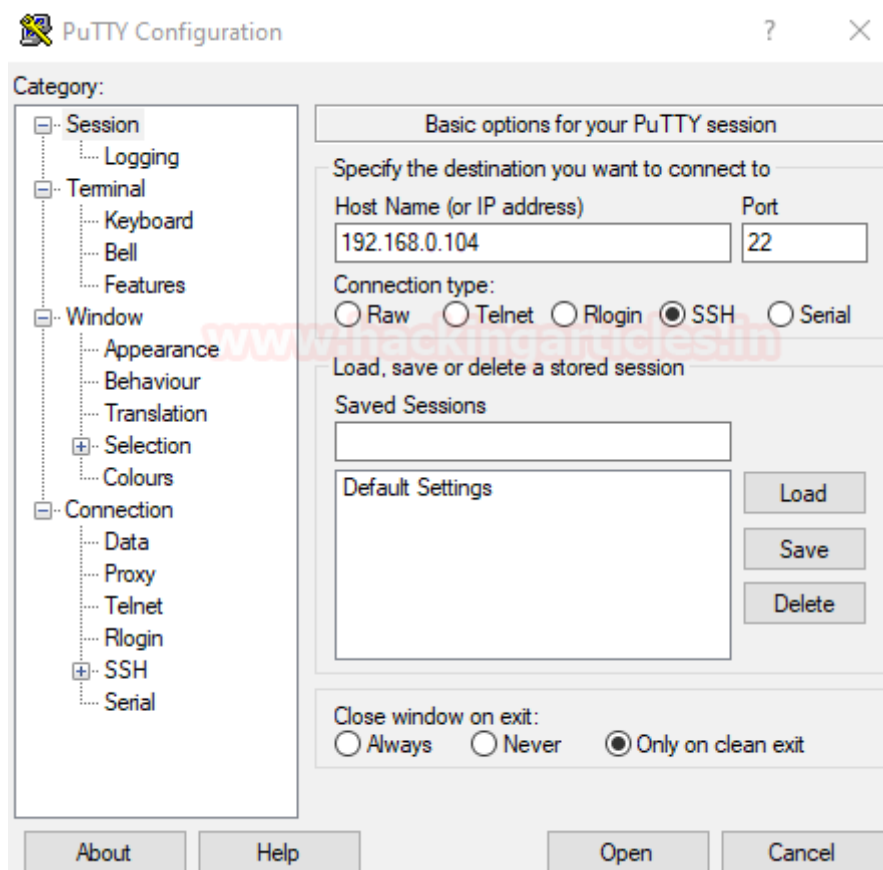 PuTTY Configuration
?
Category:
Session
Logging
Terminal
Keyboard
Bell
Features
Window
Appearance
Behaviour
Translation
Selection
Colours
Connection
Data
Proxy
Telnet
Rlogin
SSH
Serial
Basic options for your PuTTY session
Specify the destination you want to connect to
Host Name (or IP address) Port
192.168.0.104 22
Connection type:
Raw Telnet Rlogin SSH Serial
www.hackingarticles.in
Load, save or delete a stored session
Saved Sessions
Default Settings
Load
Save
Delete
Close window on exit:
Always Never Only on clean exit
About Help Open Cancel